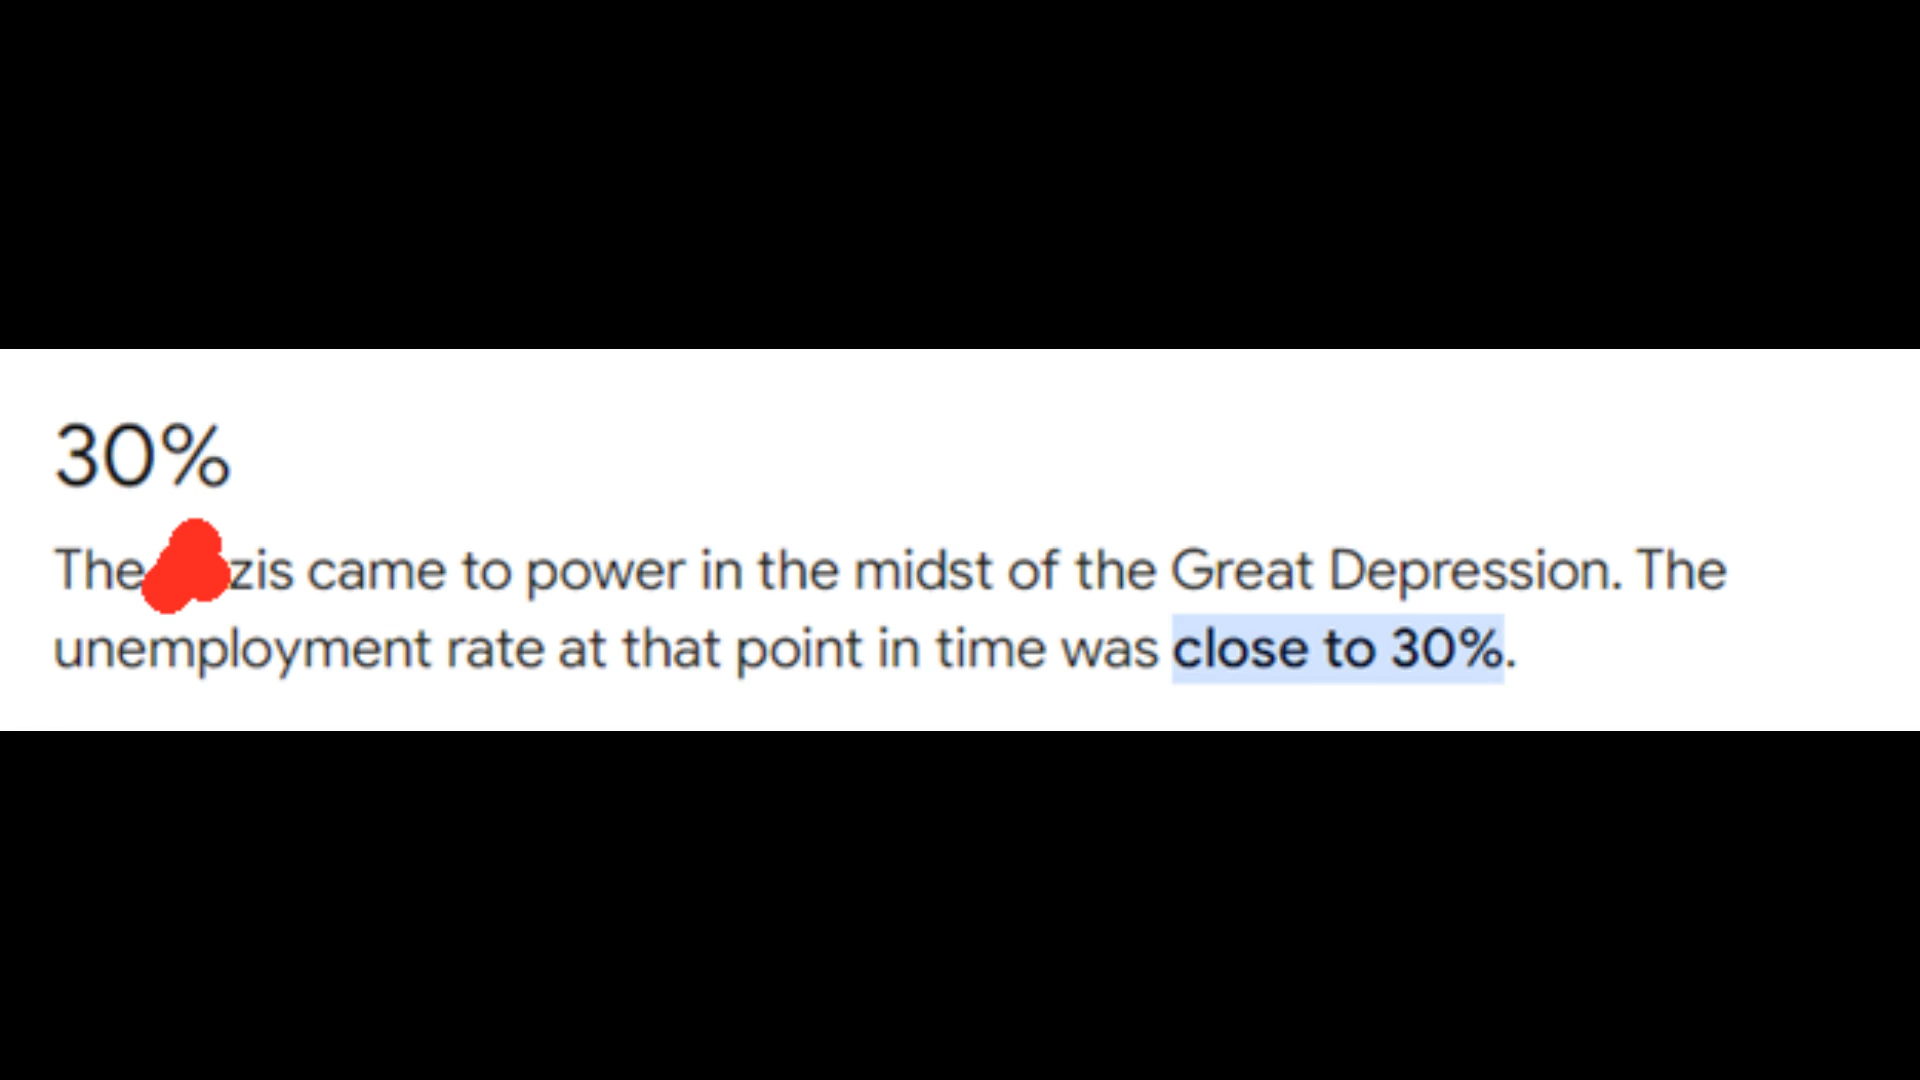 30%
The zis came to power in the midst of the Great Depression. The
unemployment rate at that point in time was close to 30%.